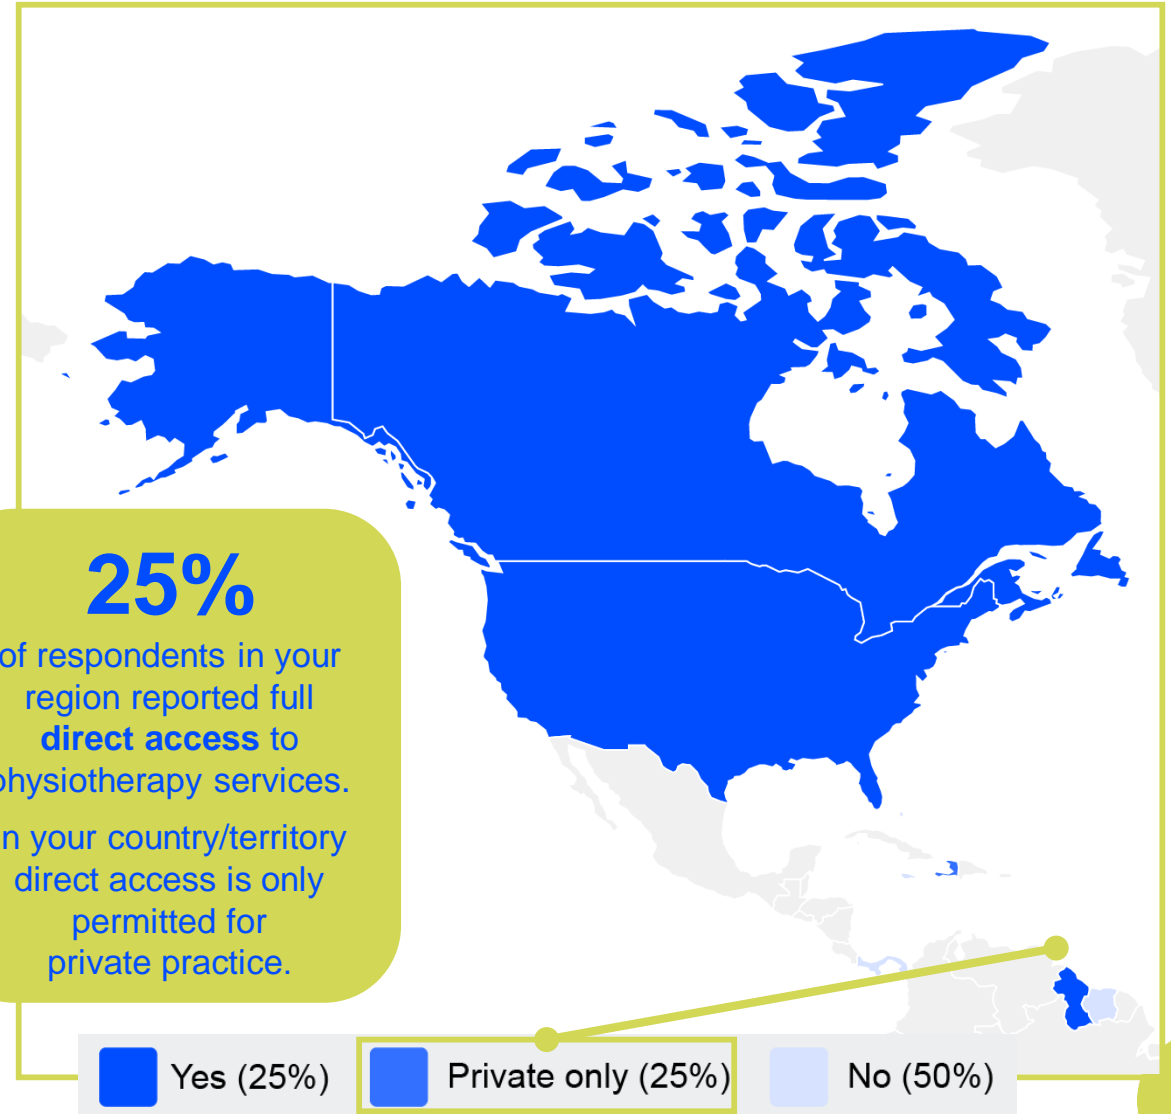 25%
of respondents in your
region reported full
direct access to
physiotherapy services.
n your country/territory
direct access is only
permitted for
private practice.
Yes (25%)
Private only (25%)
No (50%)